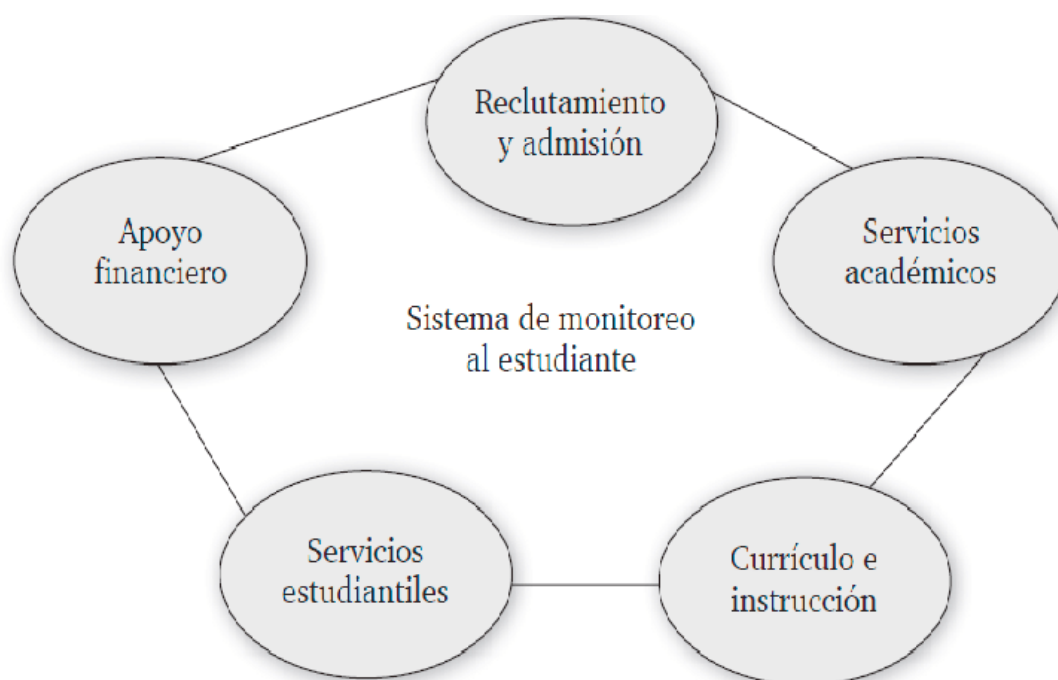 Reclutamiento
y admisión
Apoyo
financiero
Servicios
académicos
Sistema de monitoreo
al estudiante
Servicios
estudiantiles
Currículo e
instrucción